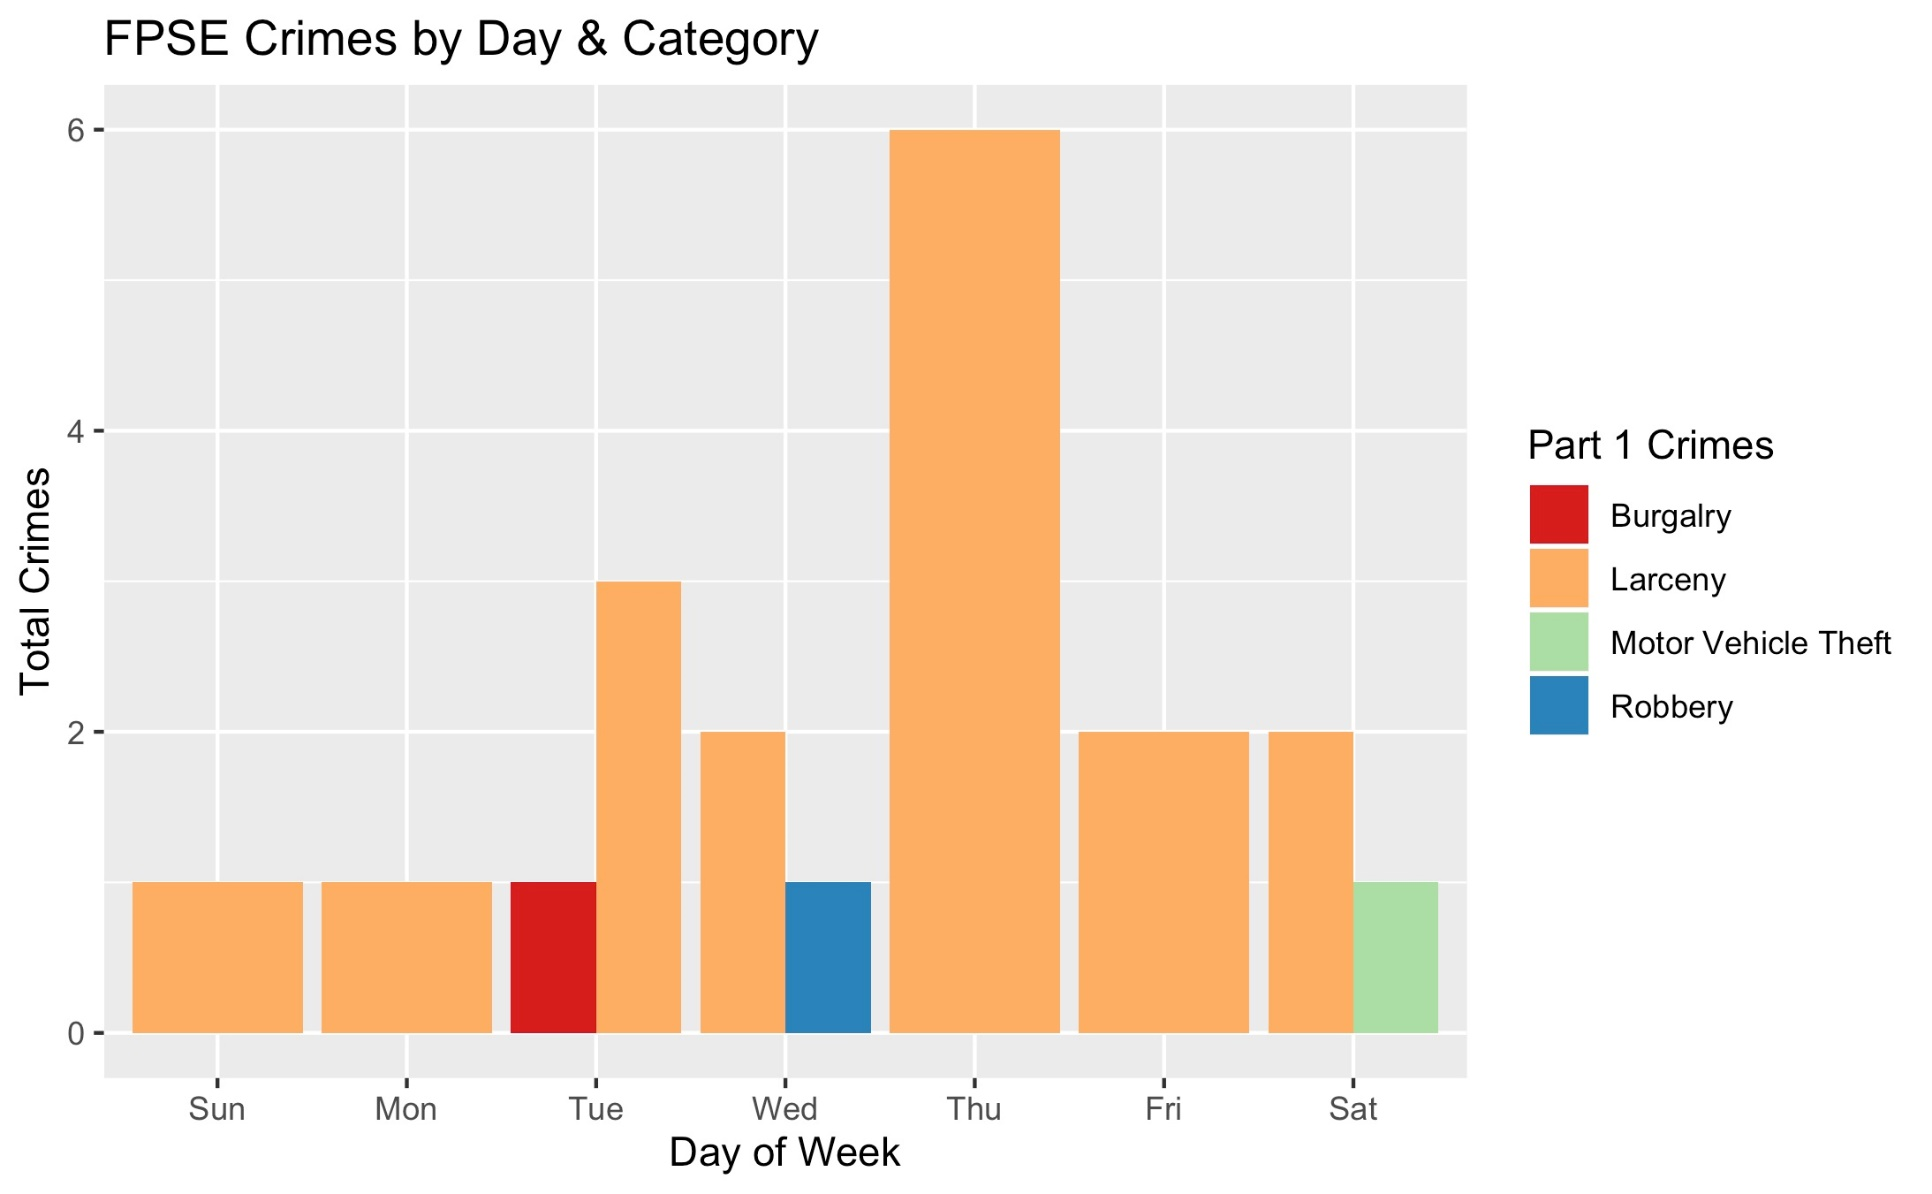 FPSE Crimes by Day & Category
6
4
2
0
Total Crimes
Sun Mon Tue Wed Thu Fri Sat
Day of Week
Part 1 Crimes
Burgalry
Larceny
Motor Vehicle Theft
Robbery